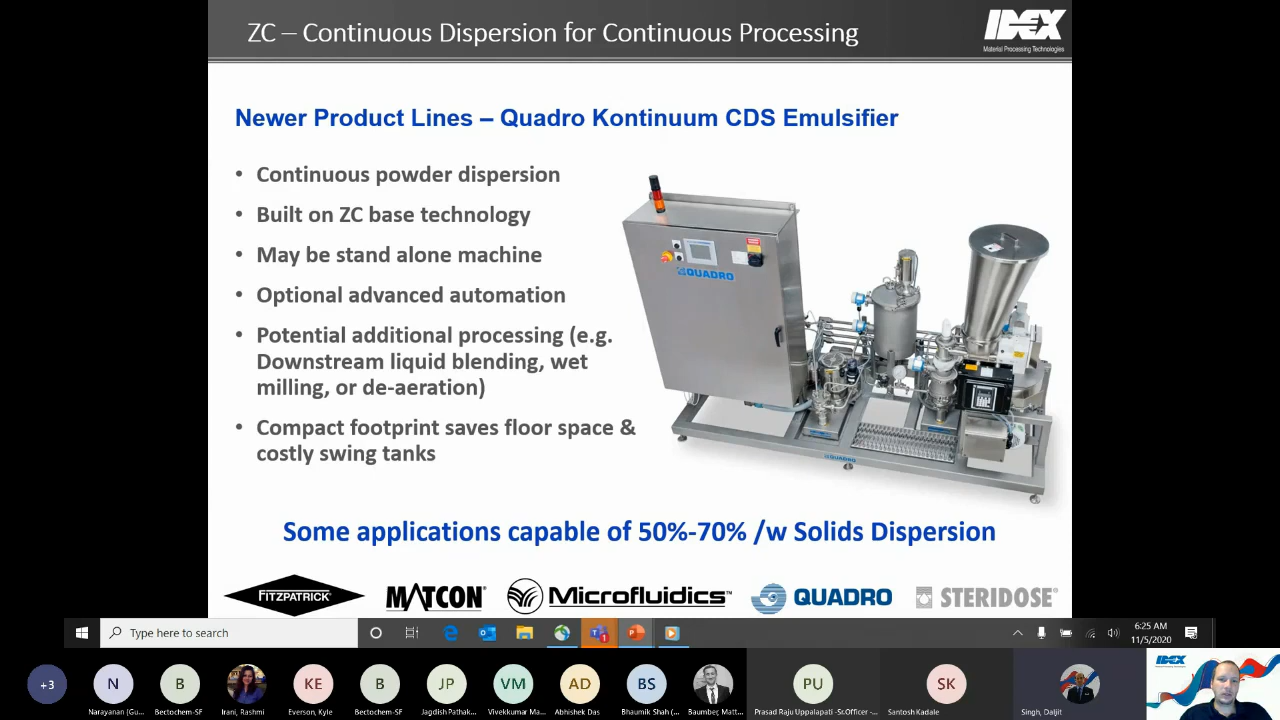 ZC – Continuous Dispersion for Continuous Processing
IDEX
Material Processing Technologies
Newer Product Lines – Quadro Kontinuum CDS Emulsifier
• Continuous powder dispersion
• Built on ZC base technology
• May be stand alone machine
• Optional advanced automation
• Potential additional processing (e.g.
Downstream liquid blending, wet
milling, or de-aeration)
• Compact footprint saves floor space &
costly swing tanks
QUADRO
QUADRO
Some applications capable of 50%-70% /w Solids Dispersion
FITZPATRICK
MATCON
Microfluidics™
QUADRO
STERIDOSE®
Type here to search
1
6:25 AM
11/5/2020
+3
N
B
KE
B
JP
VM
AD
BS
PU
SK
IDEX
Narayanan (Gu...
Bectochem-SF
Irani, Rashmi
Everson, Kyle
Bectochem-SF
Jagdish Pathak...
Vivekkumar Ma...
Abhishek Das
Bhaumik Shah (...
Baumber, Matt...
Prasad Raju Uppalapati -Sr.Officer -...
Santosh Kadale
Singh, Daljit